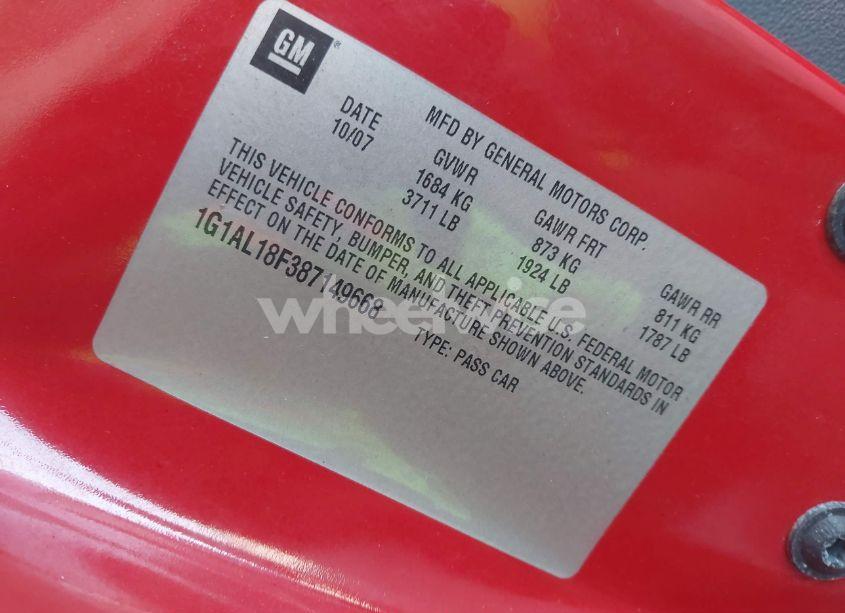 GM
MFD BY GENERAL MOTORS CORP.
DATE GVWR GAWR FRT GAWR RR
10/07 1684 KG 873 KG 811 KG
3711 LB 1924 LB 1787 LB
THIS VEHICLE CONFORMS TO ALL APPLICABLE U.S. FEDERAL MOTOR
VEHICLE SAFETY, BUMPER, AND THEFT PREVENTION STANDARDS IN
EFFECT ON THE DATE OF MANUFACTURE SHOWN ABOVE.
1G1AL18F387149668 TYPE: PASS CAR
wheelwise